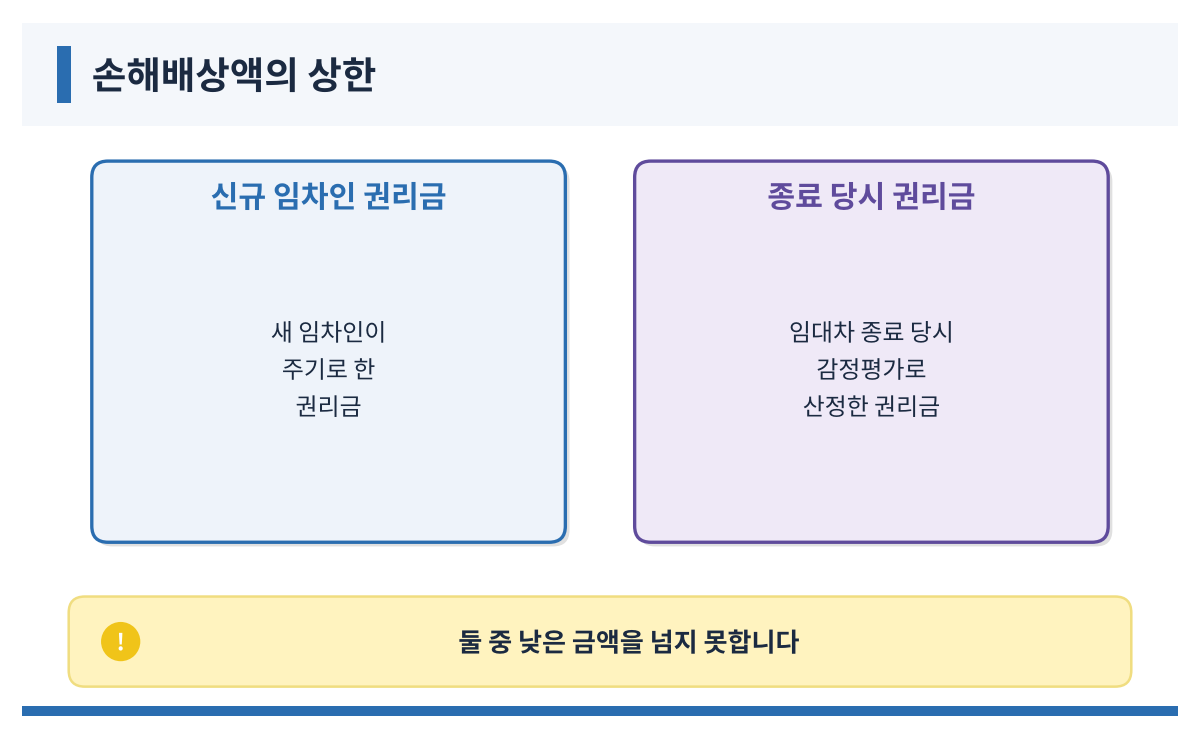 손해배상액의 상한
신규 임차인 권리금
새 임차인이
주기로 한
권리금
종료 당시 권리금
임대차 종료 당시
감정평가로
산정한 권리금
!
둘 중 낮은 금액을 넘지 못합니다